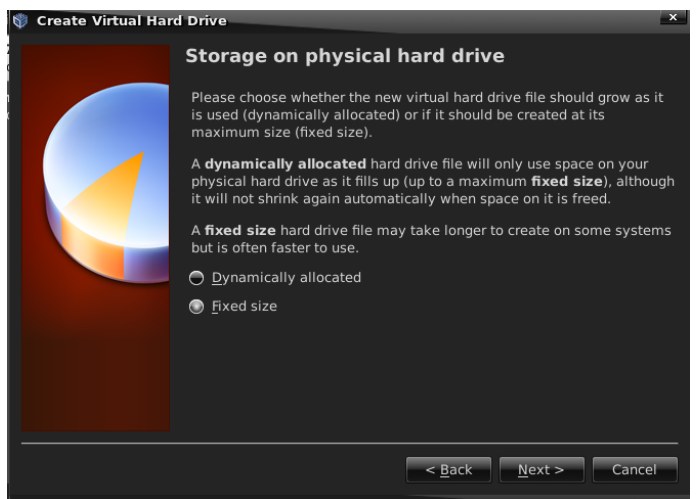 Create Virtual Hard Drive
Storage on physical hard drive
Please choose whether the new virtual hard drive file should grow as it
is used (dynamically allocated) or if it should be created at its
maximum size (fixed size).
A dynamically allocated hard drive file will only use space on your
physical hard drive as it fills up (up to a maximum fixed size), although
it will not shrink again automatically when space on it is freed.
A fixed size hard drive file may take longer to create on some systems
but is often faster to use.
Dynamically allocated
Fixed size
< Back Next > Cancel